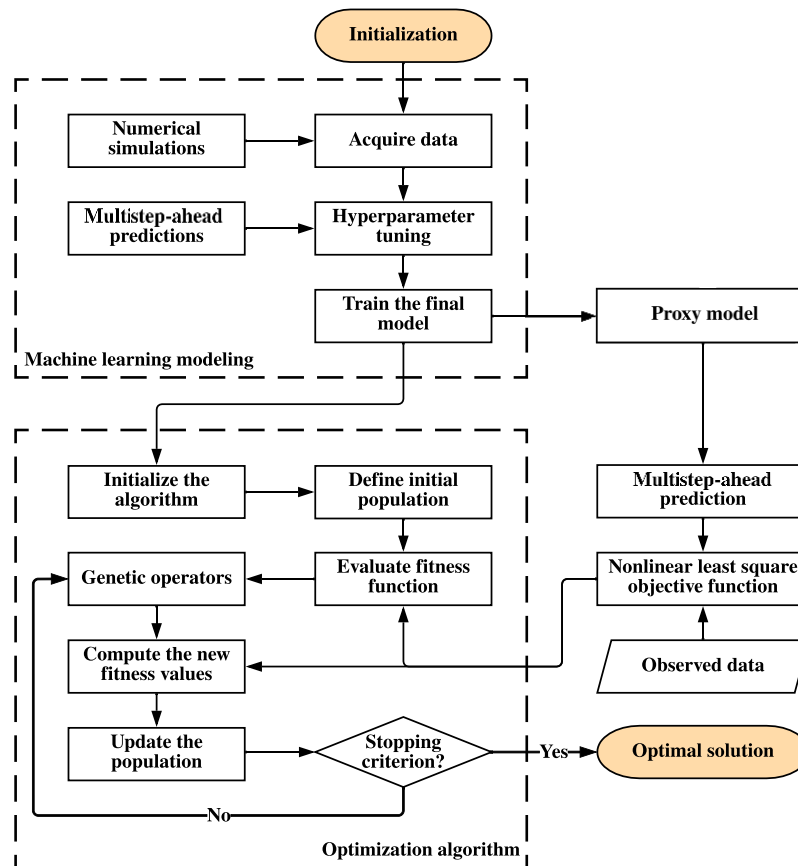 Initialization
Numerical
simulations
Acquire data
Multistep-ahead
predictions
Hyperparameter
tuning
Train the final
model
Proxy model
Machine learning modeling
Initialize the
algorithm
Define initial
population
Multistep-ahead
prediction
Genetic operators
Evaluate fitness
function
Nonlinear least square
objective function
Compute the new
fitness values
Observed data
Update the
population
Stopping
criterion?
Yes
Optimal solution
No
Optimization algorithm